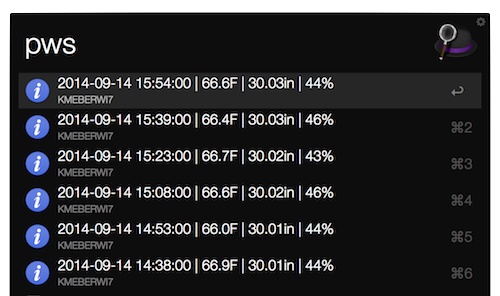 pws
2014-09-14 15:54:00 | 66.6F | 30.03in | 44%
KMEBERWI7
2014-09-14 15:39:00 | 66.4F | 30.03in | 46%
KMEBERWI7
⌘2
2014-09-14 15:23:00 | 66.7F | 30.02in | 43%
KMEBERWI7
⌘3
2014-09-14 15:08:00 | 66.6F | 30.02in | 46%
KMEBERWI7
⌘4
2014-09-14 14:53:00 | 66.0F | 30.01in | 44%
KMEBERWI7
⌘5
2014-09-14 14:38:00 | 66.9F | 30.01in | 44%
KMEBERWI7
⌘6